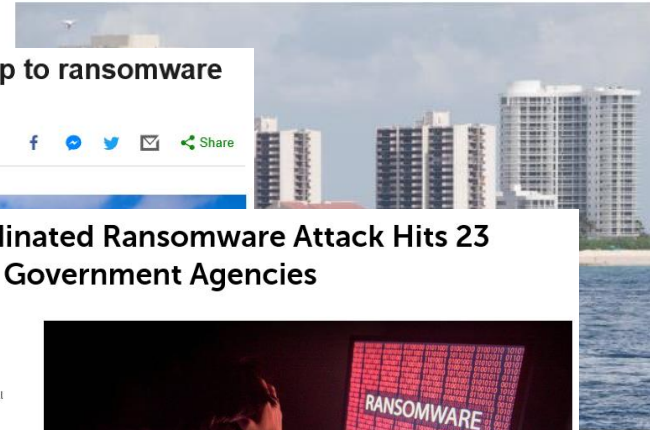 p to ransomware
Share
linated Ransomware Attack Hits 23
Government Agencies
RANSOMWARE